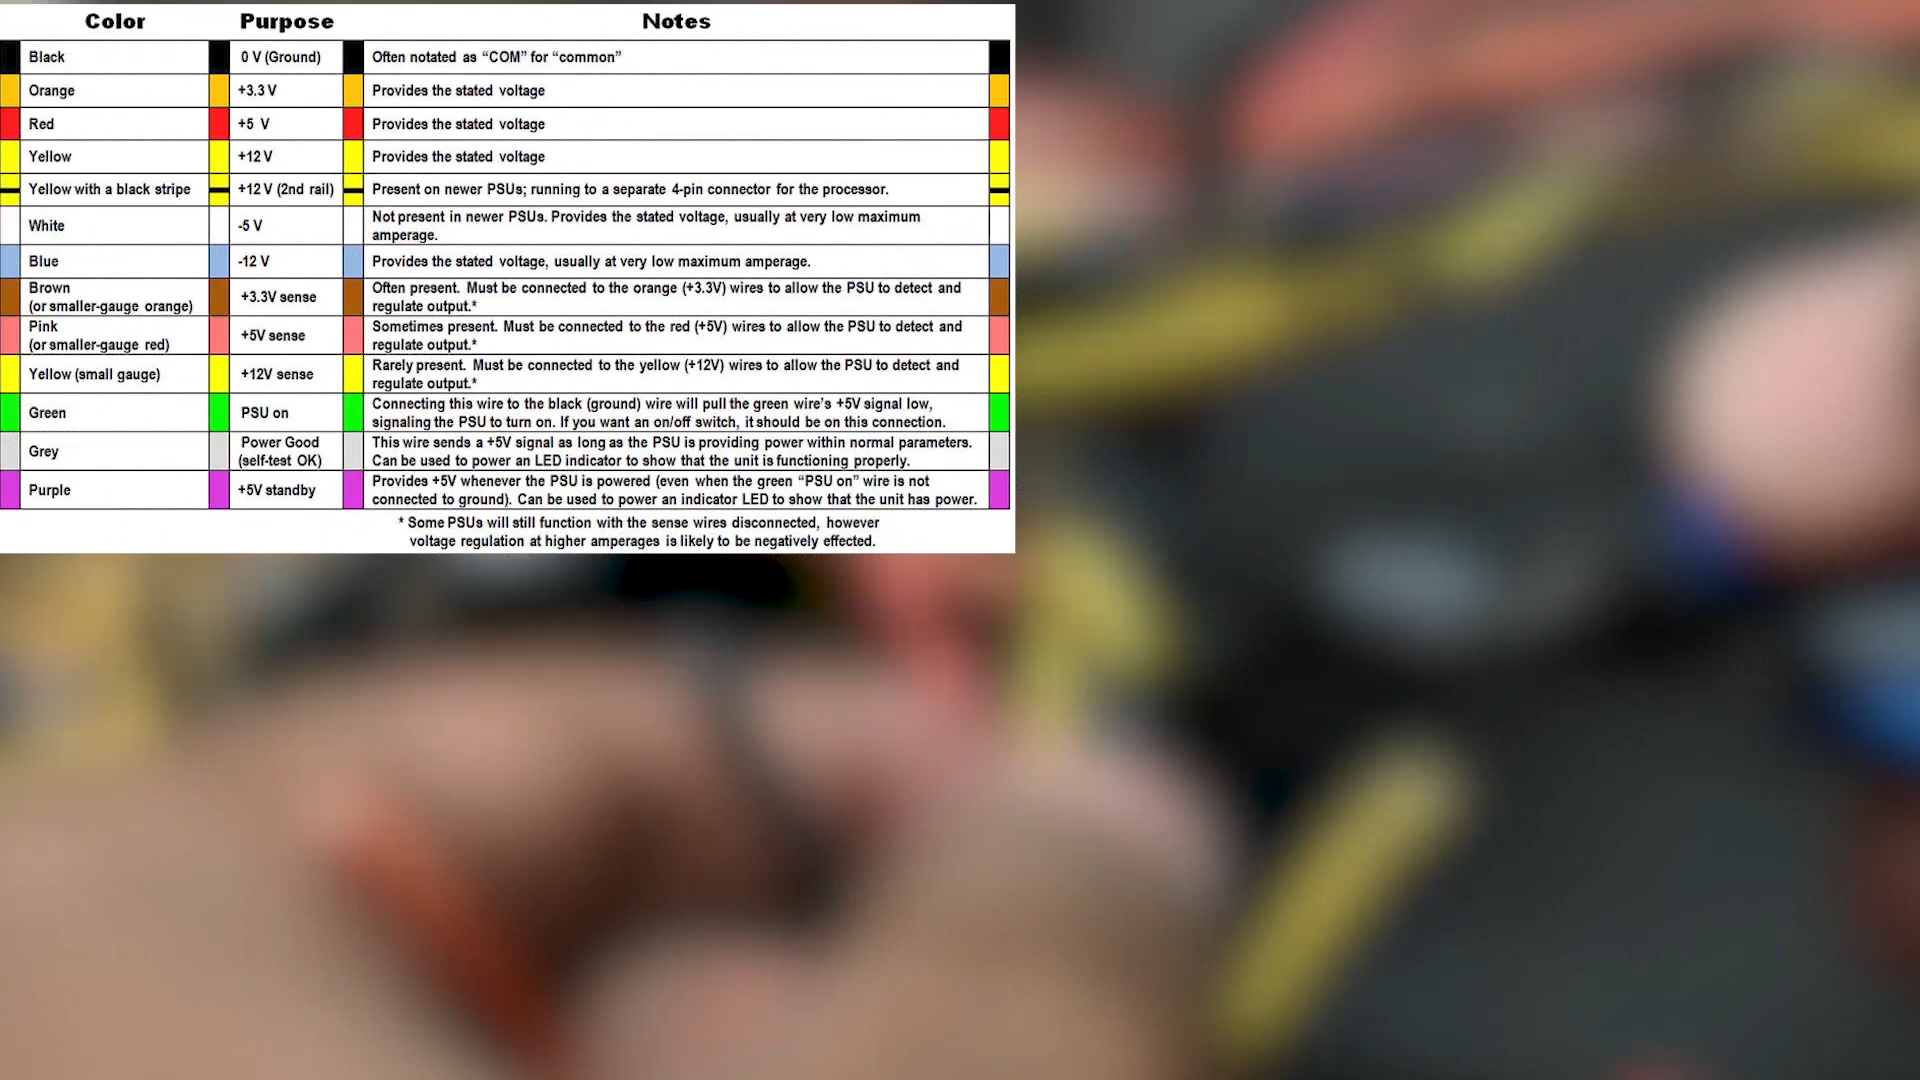 Color Purpose Notes
Black 0 V (Ground) Often notated as “COM” for “common”
Orange +3.3 V Provides the stated voltage
Red +5 V Provides the stated voltage
Yellow +12 V Provides the stated voltage
Yellow with a black stripe +12 V (2nd rail) Present on newer PSUs; running to a separate 4-pin connector for the processor.
White -5 V Not present in newer PSUs. Provides the stated voltage, usually at very low maximum
amperage.
Blue -12 V Provides the stated voltage, usually at very low maximum amperage.
Brown
(or smaller-gauge orange) +3.3V sense Often present. Must be connected to the orange (+3.3V) wires to allow the PSU to detect and
regulate output.*
Pink
(or smaller-gauge red) +5V sense Sometimes present. Must be connected to the red (+5V) wires to allow the PSU to detect and
regulate output.*
Yellow (small gauge) +12V sense Rarely present. Must be connected to the yellow (+12V) wires to allow the PSU to detect and
regulate output.*
Green PSU on Connecting this wire to the black (ground) wire will pull the green wire’s +5V signal low,
signaling the PSU to turn on. If you want an on/off switch, it should be on this connection.
Grey Power Good
(self-test OK) This wire sends a +5V signal as long as the PSU is providing power within normal parameters.
Can be used to power an LED indicator to show that the unit is functioning properly.
Purple +5V standby Provides +5V whenever the PSU is powered (even when the green “PSU on” wire is not
connected to ground). Can be used to power an indicator LED to show that the unit has power.
* Some PSUs will still function with the sense wires disconnected, however
voltage regulation at higher amperages is likely to be negatively effected.